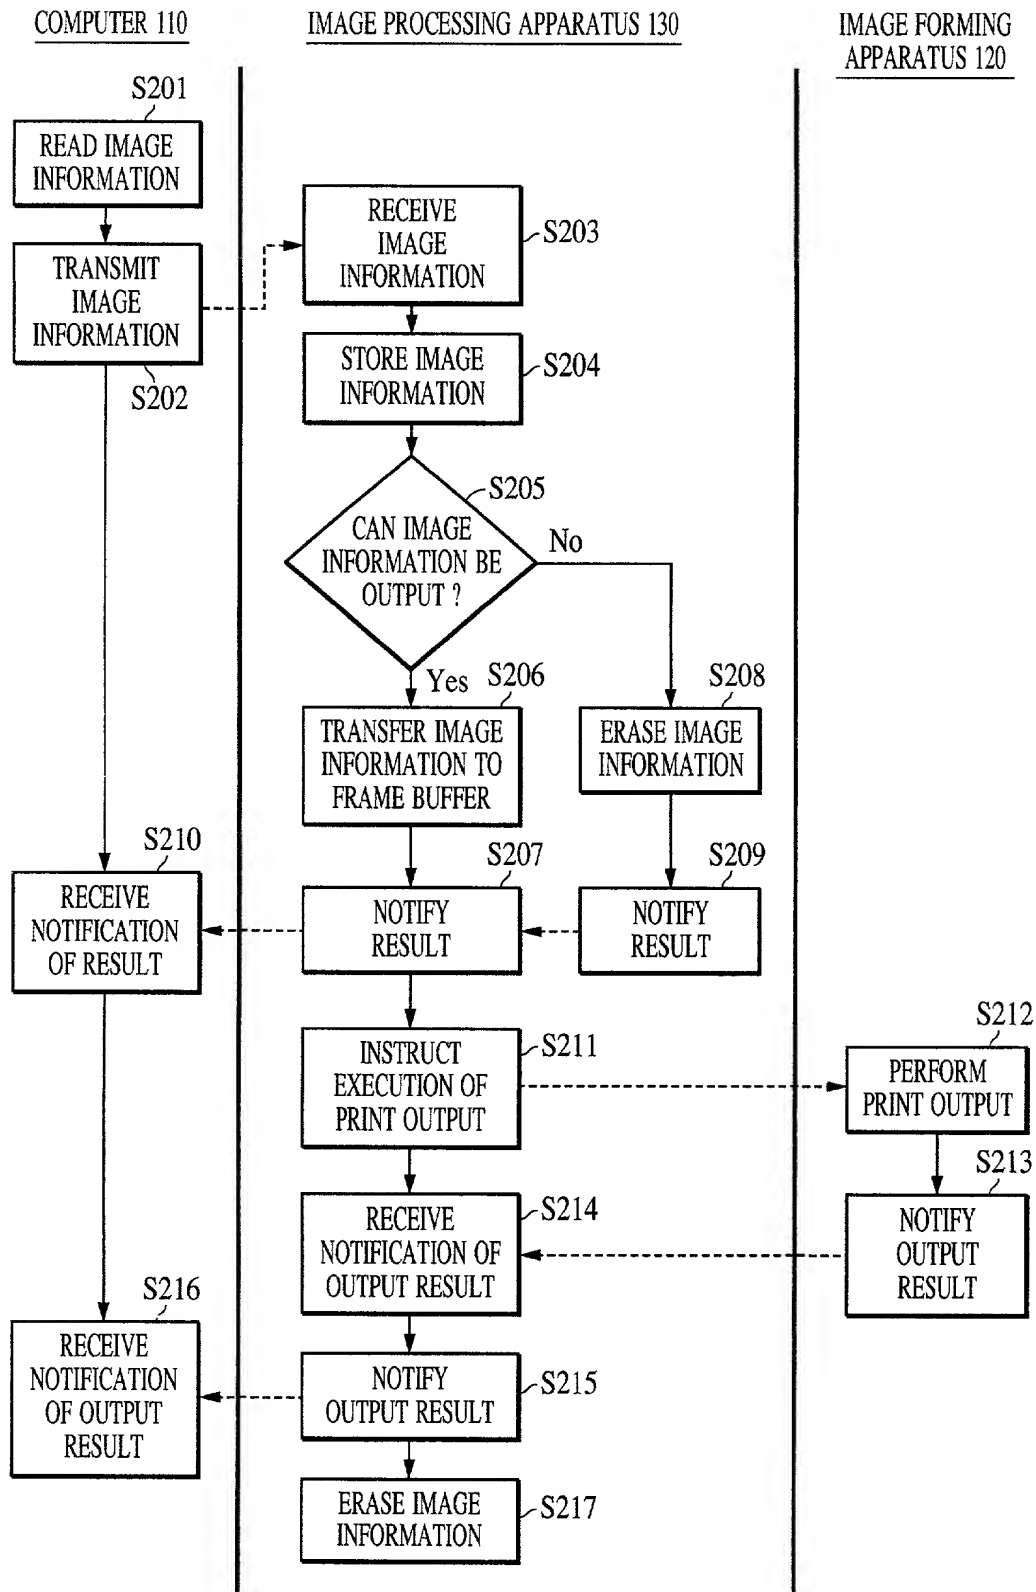 COMPUTER 110
IMAGE PROCESSING APPARATUS 130
IMAGE FORMING
APPARATUS 120
S201
READ IMAGE
INFORMATION
TRANSMIT
IMAGE
INFORMATION
S202
RECEIVE
IMAGE
INFORMATION
S203
STORE IMAGE
INFORMATION
S204
S205
CAN IMAGE
INFORMATION BE
OUTPUT ?
No
Yes
S206
TRANSFER IMAGE
INFORMATION TO
FRAME BUFFER
S208
ERASE IMAGE
INFORMATION
S210
RECEIVE
NOTIFICATION
OF RESULT
S207
NOTIFY
RESULT
S209
NOTIFY
RESULT
S211
INSTRUCT
EXECUTION OF
PRINT OUTPUT
S212
PERFORM
PRINT OUTPUT
S213
NOTIFY
OUTPUT
RESULT
S214
RECEIVE
NOTIFICATION OF
OUTPUT RESULT
S216
RECEIVE
NOTIFICATION
OF OUTPUT
RESULT
NOTIFY
OUTPUT RESULT
S215
ERASE IMAGE
INFORMATION
S217